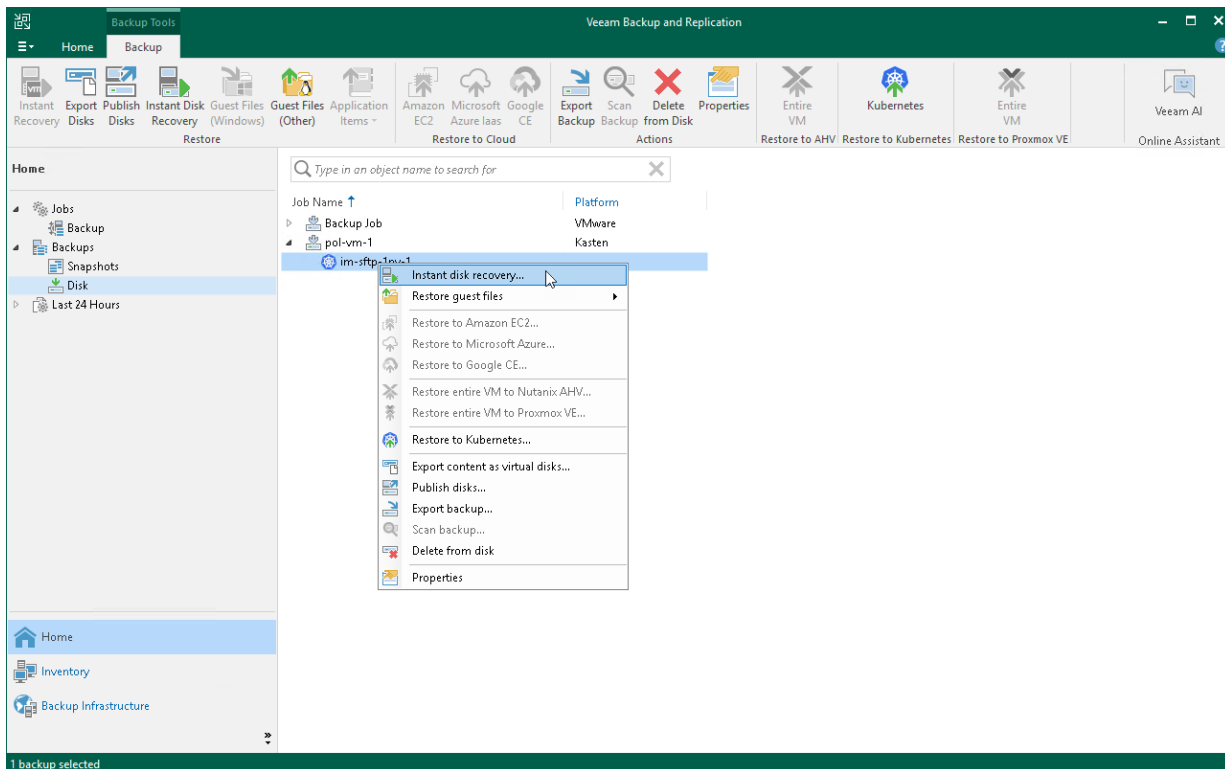 Backup Tools
Veeam Backup and Replication
Home
Backup
Instant Recovery
Export Disks
Publish Disks
Instant Disk Recovery
Guest Files (Windows)
Guest Files (Other)
Application Items
Amazon EC2
Microsoft Azure Iaas
Google CE
Export Backup
Scan Backup
Delete from Disk
Properties
Entire VM
Kubernetes
Entire VM
Veeam AI
Restore
Restore to Cloud
Actions
Restore to AHV
Restore to Kubernetes
Restore to Proxmox VE
Online Assistant
Home
Type in an object name to search for
Jobs
Backup
Backups
Snapshots
Disk
Last 24 Hours
Job Name
Platform
Backup Job
VMware
pol-vm-1
Kasten
im-sftp-1pv-1
Instant disk recovery...
Restore guest files
Restore to Amazon EC2...
Restore to Microsoft Azure...
Restore to Google CE...
Restore entire VM to Nutanix AHV...
Restore entire VM to Proxmox VE...
Restore to Kubernetes...
Export content as virtual disks...
Publish disks...
Export backup...
Scan backup...
Delete from disk
Properties
Home
Inventory
Backup Infrastructure
1 backup selected